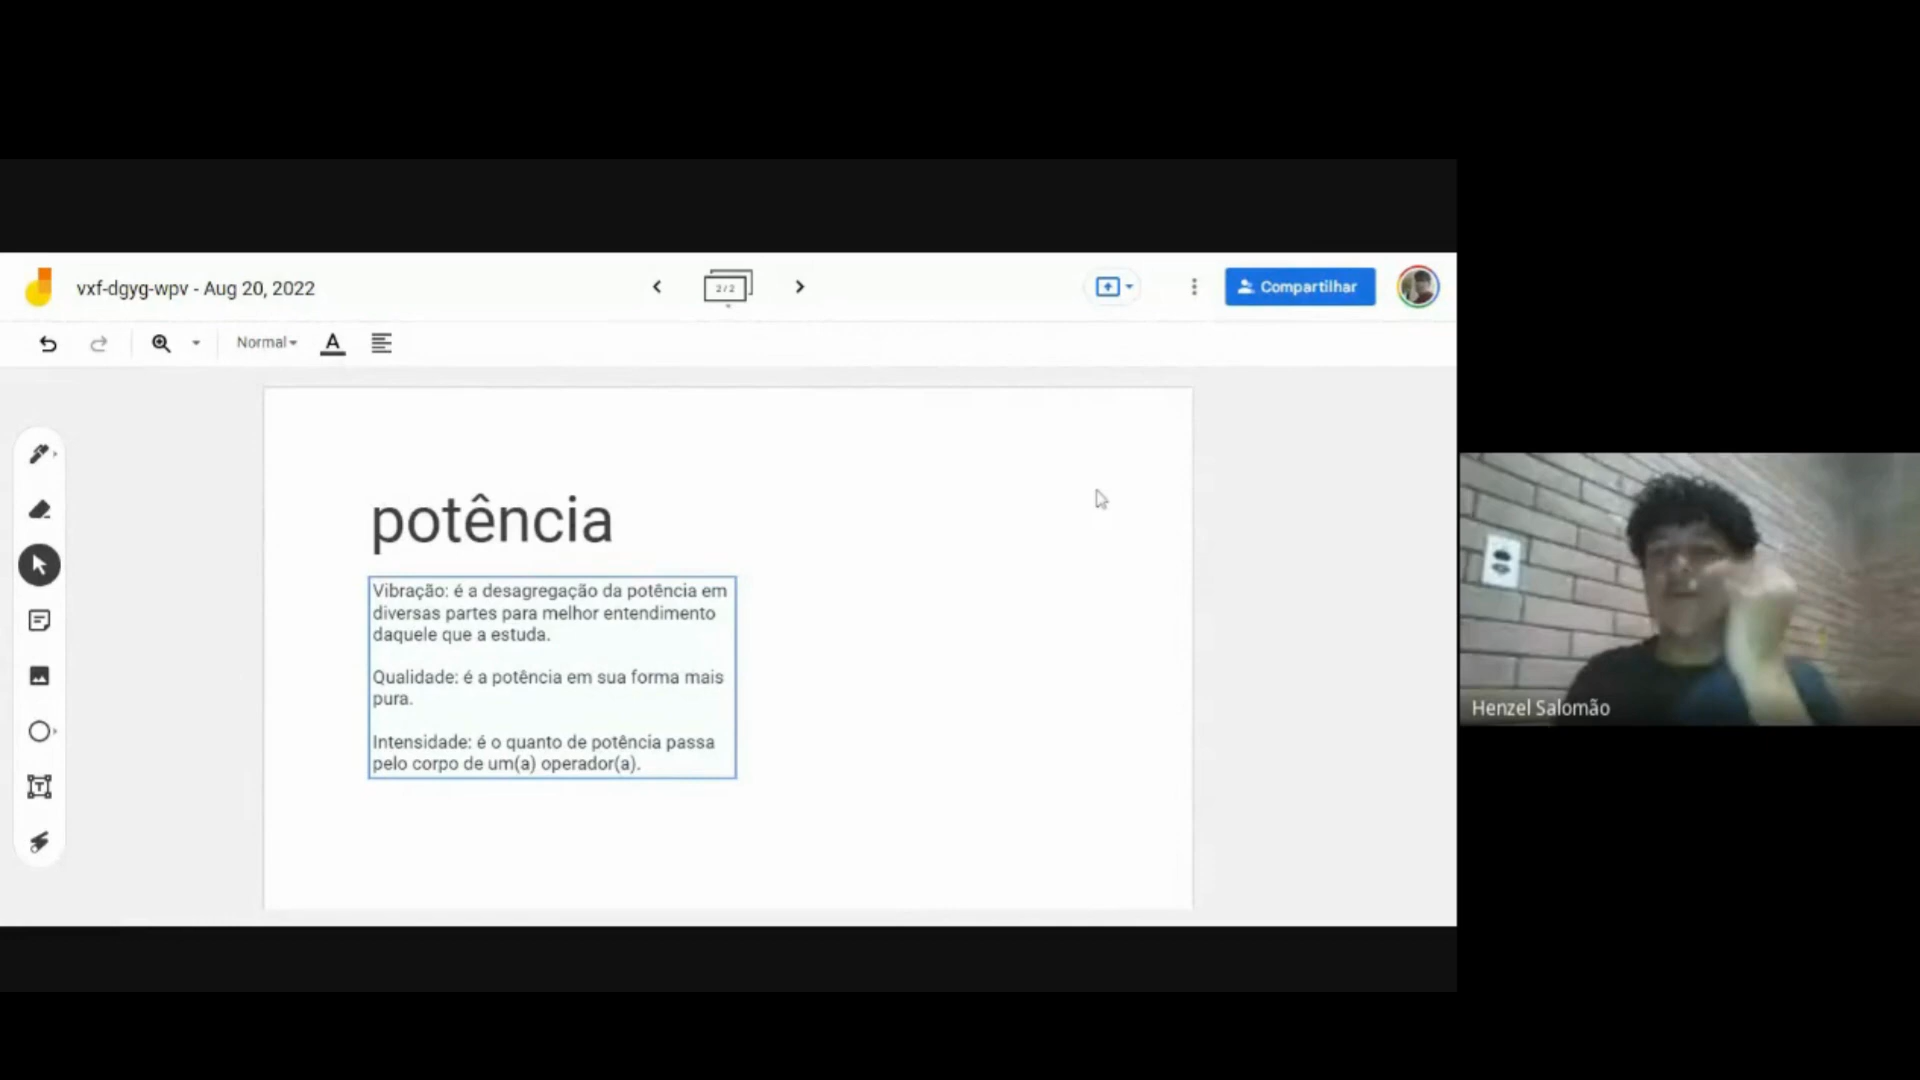 vxf-dgyg-wpv - Aug 20, 2022
2/2
Compartilhar
Normal
A
potência
Vibração: é a desagregação da potência em
diversas partes para melhor entendimento
daquele que a estuda.
Qualidade: é a potência em sua forma mais
pura.
Intensidade: é o quanto de potência passa
pelo corpo de um(a) operador(a).
Henzel Salomão